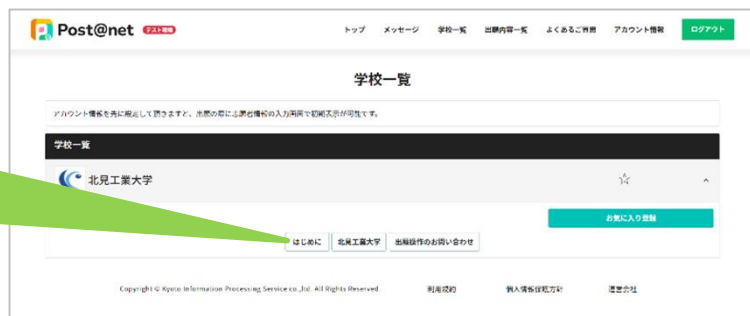 Post@net テスト環境 トップ メッセージ 学校一覧 出願内容一覧 よくあるご質問 アカウント情報 ログアウト
学校一覧
アカウント情報を先に設定して頂きますと、出願の際に志願者情報の入力画面で初期表示が可能です。
学校一覧
北見工業大学
お気に入り登録
はじめに 北見工業大学 出願操作のお問い合わせ
Copyright © Kyoto Information Processing Service co.,ltd. All Rights Reserved. 利用規約 個人情報保護方針 運営会社